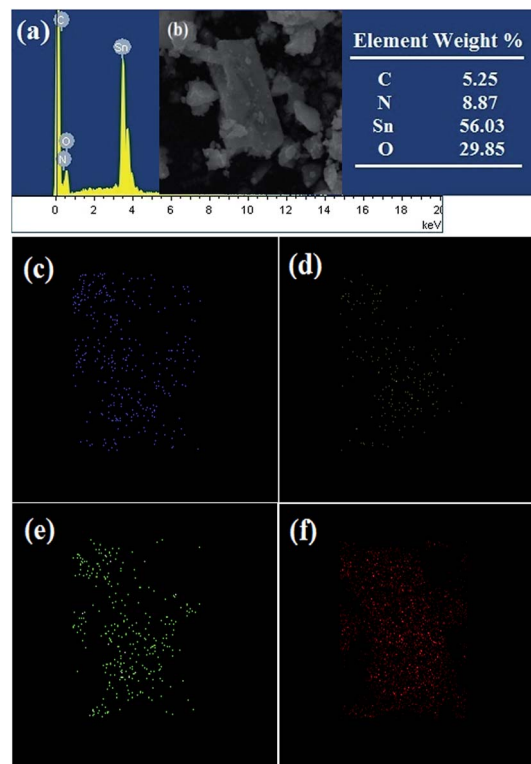 (a)
C
Sn
O
N
(b)
Element Weight %
C 5.25
N 8.87
Sn 56.03
O 29.85
0 2 4 6 8 10 12 14 16 18 20
keV
(c)
(d)
(e)
(f)